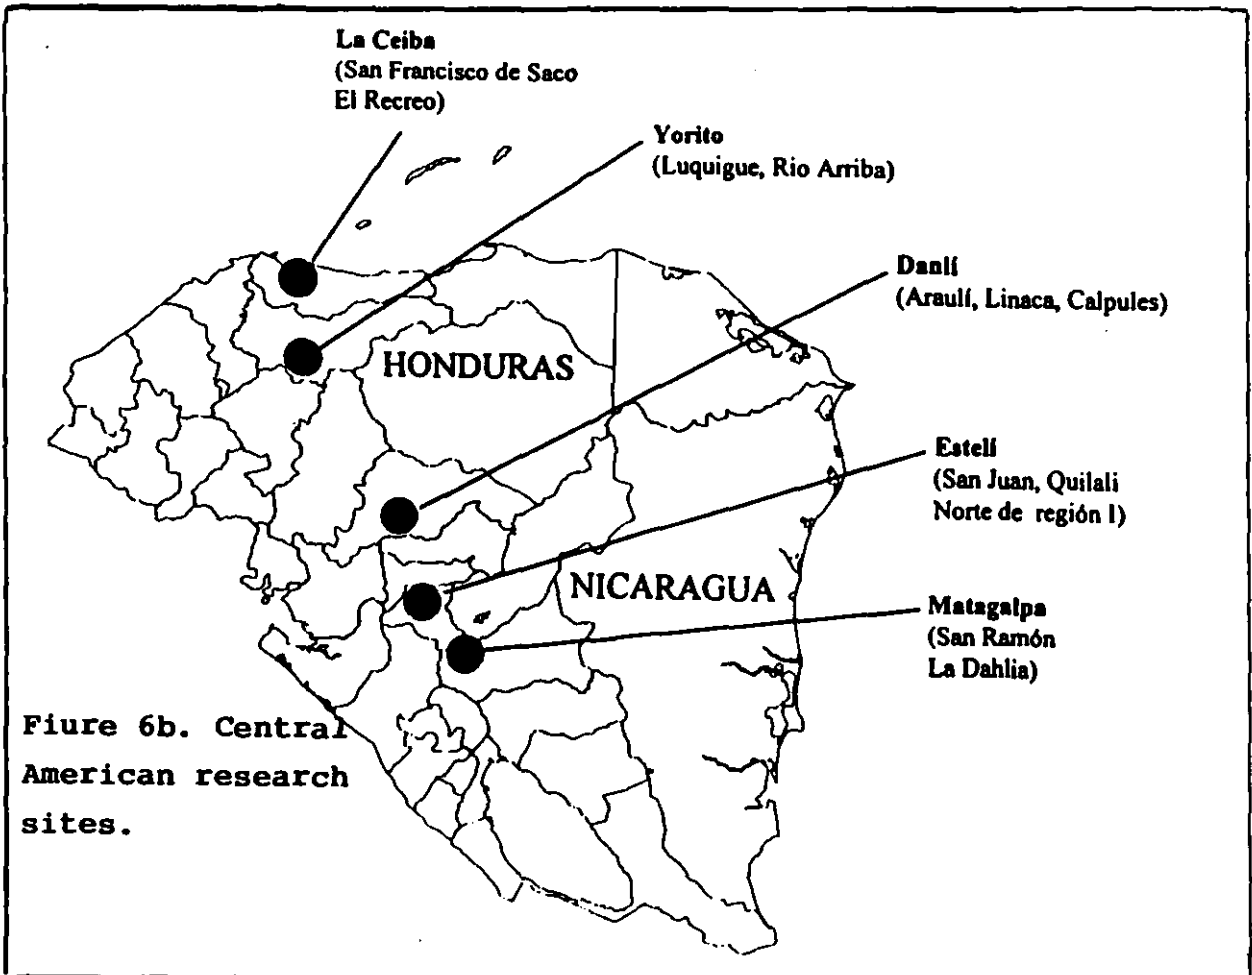 La Ceiba
(San Francisco de Saco
El Recreo)
Yorito
(Luquigue, Rio Arriba)
Danlí
(Araulí, Linaca, Calpules)
HONDURAS
Estelí
(San Juan, Quilali
Norte de región I)
NICARAGUA
Matagalpa
(San Ramón
La Dahlia)
Fiure 6b. Central
American research
sites.